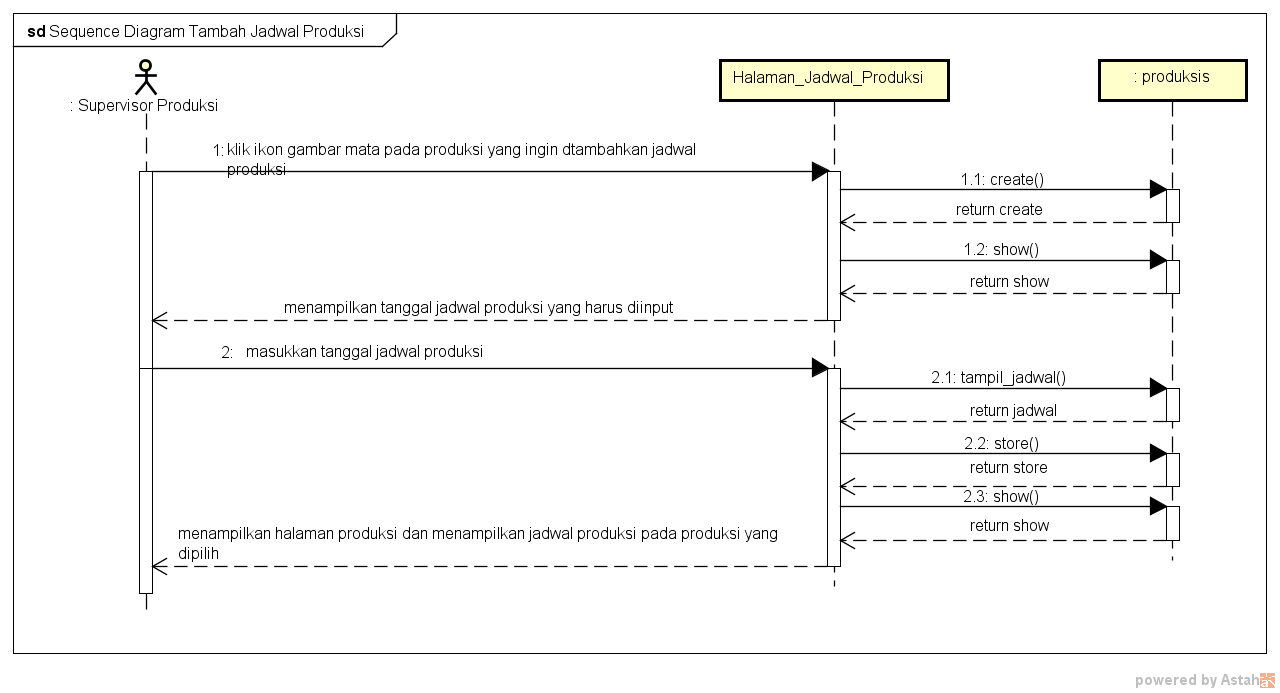 sd Sequence Diagram Tambah Jadwal Produksi
: Supervisor Produksi
Halaman_Jadwal_Produksi
: produksis
1: klik ikon gambar mata pada produksi yang ingin dtambahkan jadwal
produksi
1.1: create()
return create
1.2: show()
return show
menampilkan tanggal jadwal produksi yang harus diinput
2: masukkan tanggal jadwal produksi
2.1: tampil_jadwal()
return jadwal
2.2: store()
return store
2.3: show()
return show
menampilkan halaman produksi dan menampilkan jadwal produksi pada produksi yang
dipilih
powered by Astah